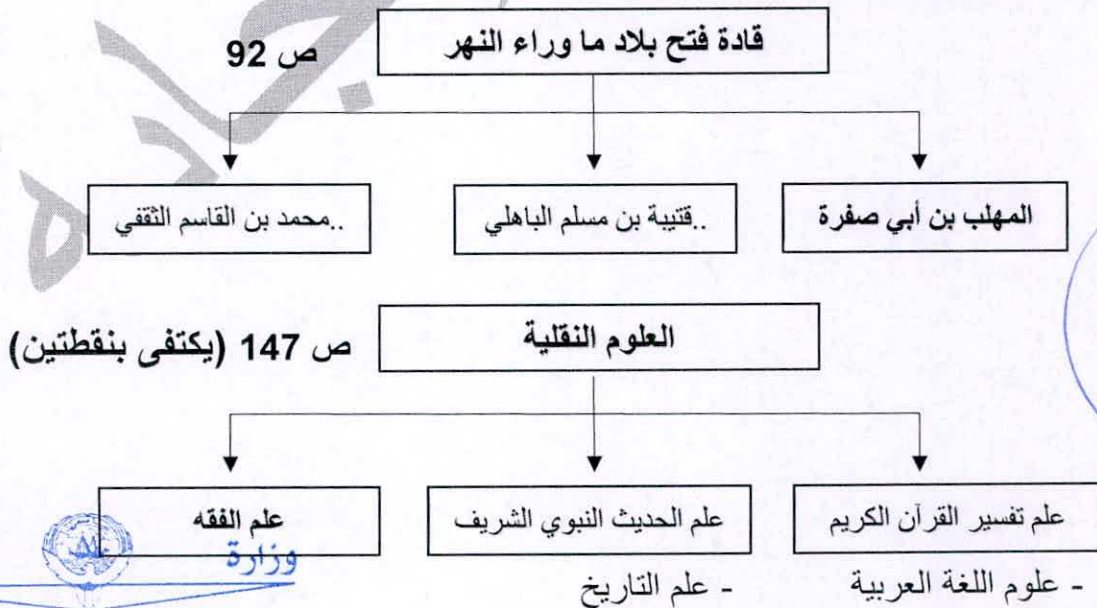 قادة فتح بلاد ما وراء النهر
ص 92
المهلب بن أبي صفرة
..قتيبة بن مسلم الباهلي
..محمد بن القاسم الثقفي
العلوم النقلية
ص 147 (يكتفى بنقطتين)
علم تفسير القرآن الكريم
علم الحديث النبوي الشريف
علم الفقه
وزارة
- علوم اللغة العربية
- علم التاريخ